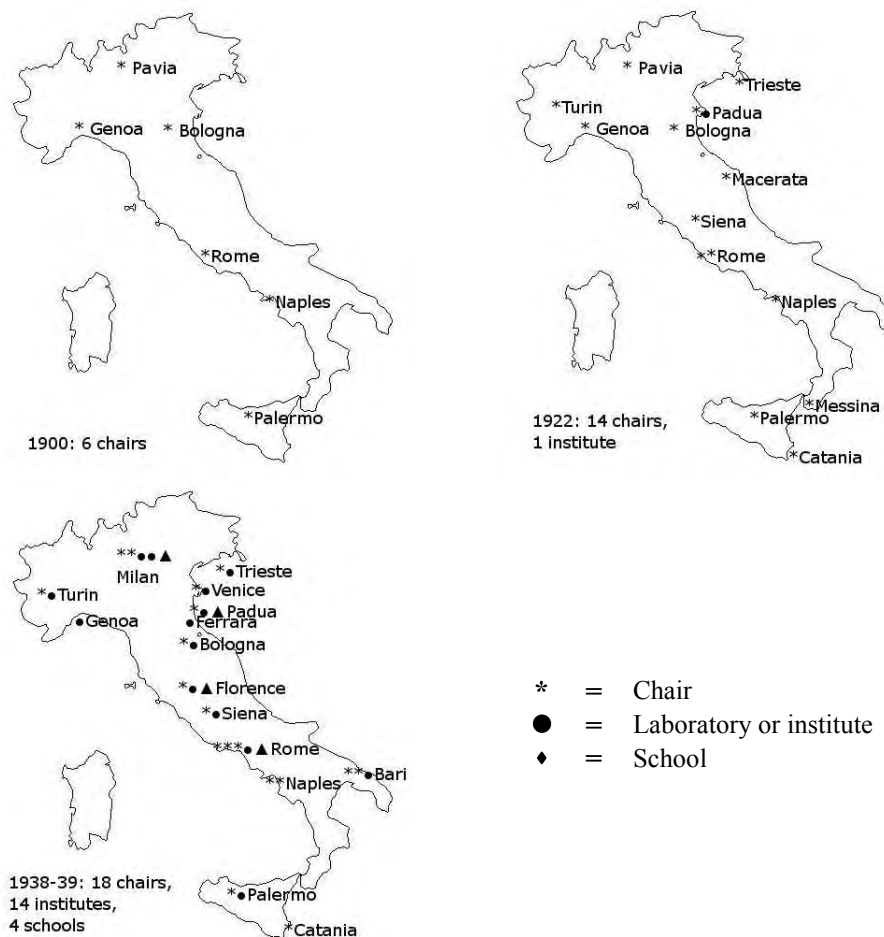 * Pavia
* Genoa
* Bologna
*Rome
*Naples
*Palermo
1900: 6 chairs
* Pavia
*Trieste
*Turin
*● Padua
* Genoa
* Bologna
*Macerata
*Siena
**Rome
*Naples
*Messina
*Palermo
*Catania
1922: 14 chairs,
1 institute
**●●▲
Milan
*●Trieste
*●Venice
*●Turin
*●▲Padua
●Genoa
●Ferrara
*●Bologna
*●▲Florence
*●Siena
***●▲Rome
**●Bari
**Naples
*●Palermo
*Catania
1938-39: 18 chairs,
14 institutes,
4 schools
* = Chair
● = Laboratory or institute
♦ = School